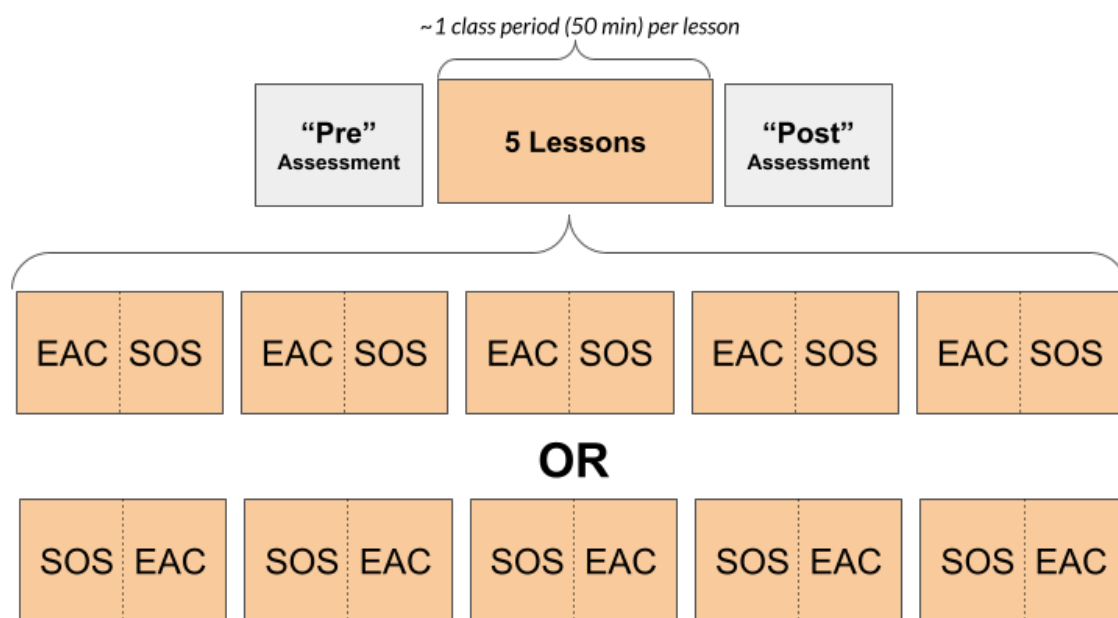 ~1 class period (50 min) per lesson
“Pre”
Assessment
5 Lessons
“Post”
Assessment
EAC SOS EAC SOS EAC SOS EAC SOS EAC SOS
OR
SOS EAC SOS EAC SOS EAC SOS EAC SOS EAC